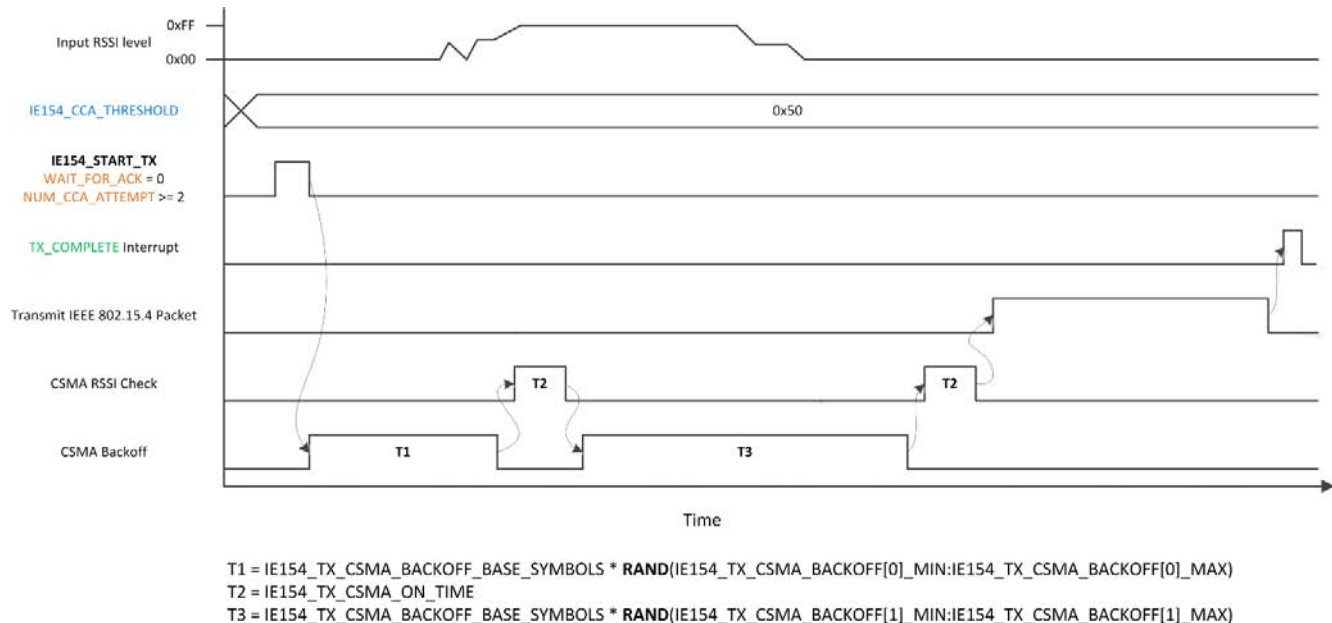 0xFF
Input RSSI level
0x00
IE154_CCA_THRESHOLD
0x50
IE154_START_TX
WAIT_FOR_ACK = 0
NUM_CCA_ATTEMPT >= 2
TX_COMPLETE Interrupt
Transmit IEEE 802.15.4 Packet
CSMA RSSI Check
T2
T2
CSMA Backoff
T1
T3
Time
T1 = IE154_TX_CSMA_BACKOFF_BASE_SYMBOLS * RAND(IE154_TX_CSMA_BACKOFF[0]_MIN:IE154_TX_CSMA_BACKOFF[0]_MAX)
T2 = IE154_TX_CSMA_ON_TIME
T3 = IE154_TX_CSMA_BACKOFF_BASE_SYMBOLS * RAND(IE154_TX_CSMA_BACKOFF[1]_MIN:IE154_TX_CSMA_BACKOFF[1]_MAX)